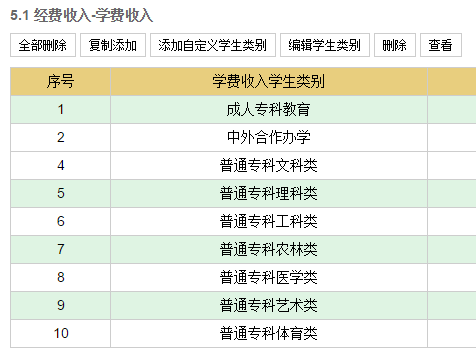 5.1 经费收入-学费收入
全部删除 复制添加 添加自定义学生类别 编辑学生类别 删除 查看
序号 学费收入学生类别
1 成人专科教育
2 中外合作办学
4 普通专科文科类
5 普通专科理科类
6 普通专科工科类
7 普通专科农林类
8 普通专科医学类
9 普通专科艺术类
10 普通专科体育类